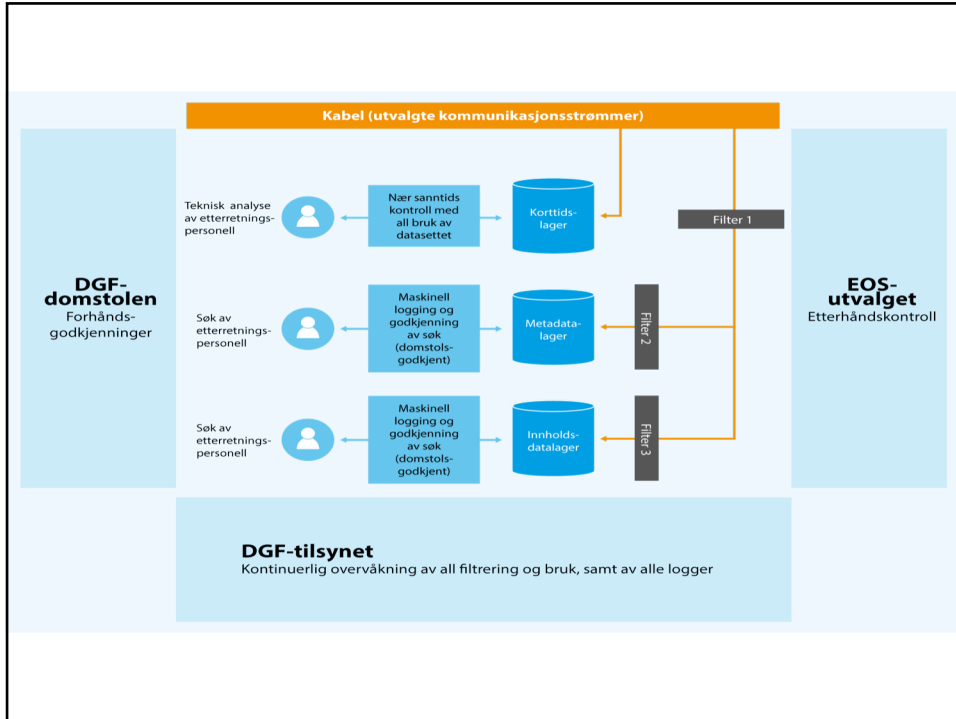 Kabel (utvalgte kommunikasjonsstrømmer)
DGF-
domstolen
Forhånds-
godkjenninger
Teknisk analyse
av etterretnings-
personell
Nær sanntids
kontroll med
all bruk av
datasettet
Korttids-
lager
Filter 1
Søk av
etterretnings-
personell
Maskinell
logging og
godkjenning
av søk
(domstols-
godkjent)
Metadata-
lager
Filter 2
Søk av
etterretnings-
personell
Maskinell
logging og
godkjenning
av søk
(domstols-
godkjent)
Innholds-
datalager
Filter 3
EOS-
utvalget
Etterhåndskontroll
DGF-tilsynet
Kontinuerlig overvåkning av all filtrering og bruk, samt av alle logger